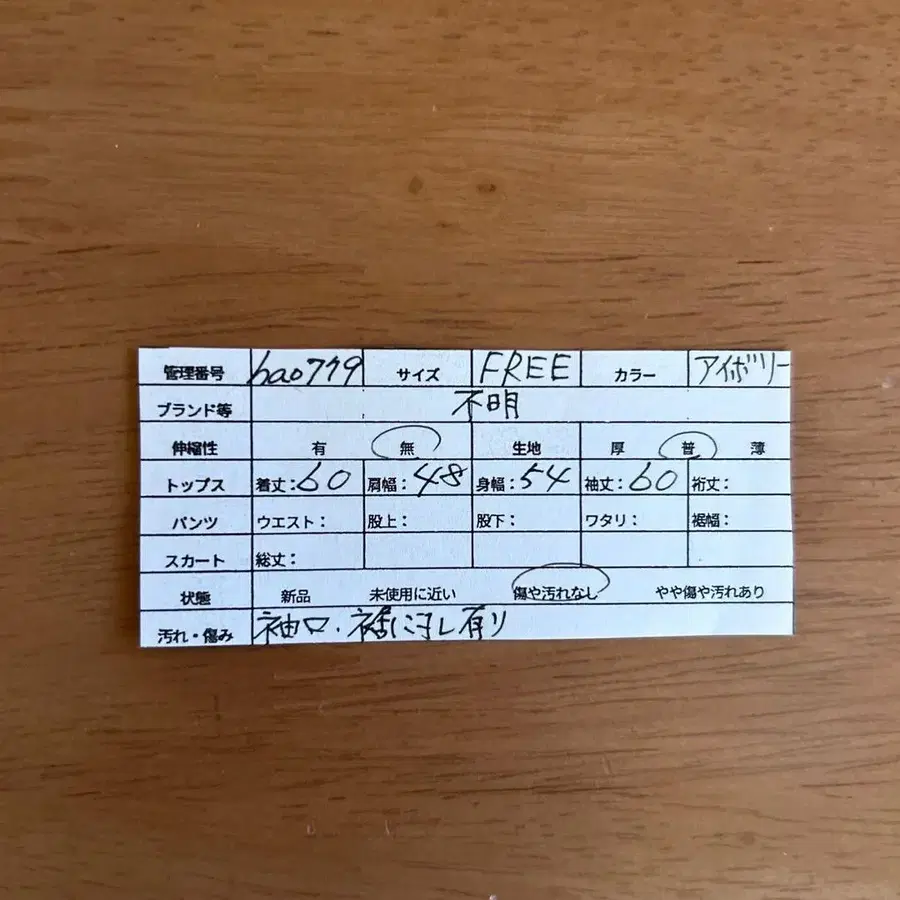 管理番号 hao779 サイズ FREE カラー アイボリー
ブランド等 不明
伸縮性 有 無 生地 厚 普 薄
トップス 着丈:60 肩幅:48 身幅:54 袖丈:60 裄丈:
パンツ ウエスト: 股上: 股下: ワタリ: 裾幅:
スカート 総丈:
状態 新品 未使用に近い 傷や汚れなし やや傷や汚れあり
汚れ・傷み 袖口・裾に汚し有り